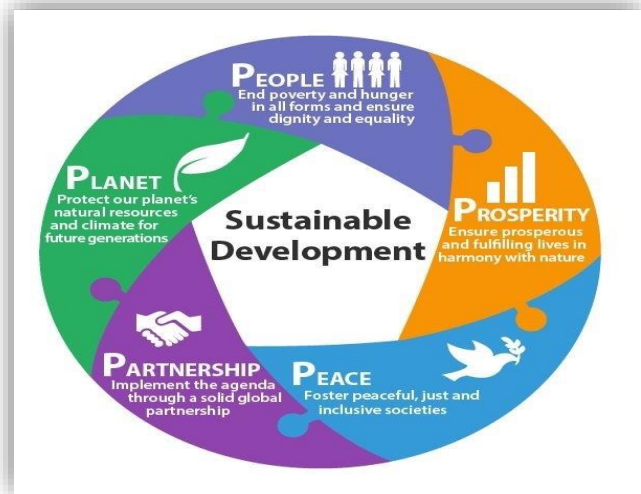 PEOPLE
End poverty and hunger
in all forms and ensure
dignity and equality
PROSPERITY
Ensure prosperous
and fulfilling lives in
harmony with nature
PEACE
Foster peaceful, just and
inclusive societies
PARTNERSHIP
Implement the agenda
through a solid global
partnership
PLANET
Protect our planet's
natural resources
and climate for
future generations
Sustainable
Development